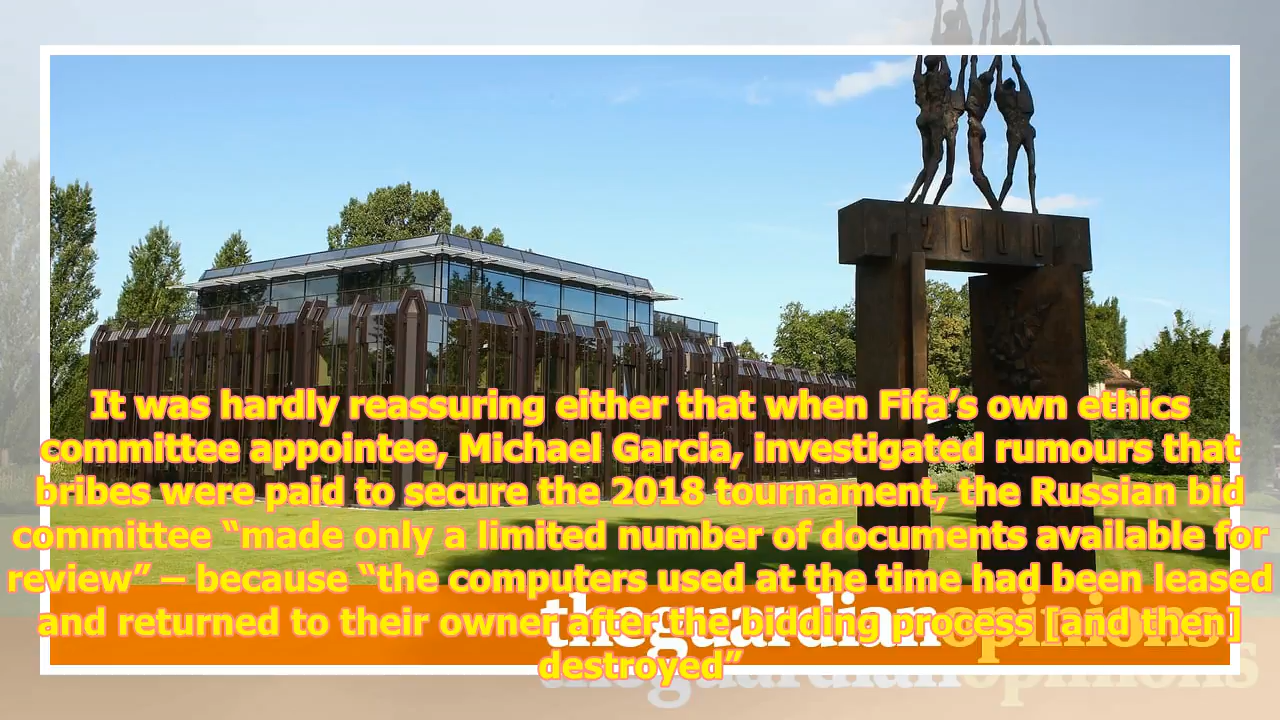 2000
It was hardly reassuring either that when Fifa’s own ethics
committee appointee, Michael Garcia, investigated rumours that
bribes were paid to secure the 2018 tournament, the Russian bid
committee “made only a limited number of documents available for
review” – because “the computers used at the time had been leased
and returned to their owner after the bidding process [and then]
destroyed”
theguardianopinions
theguardianopinions